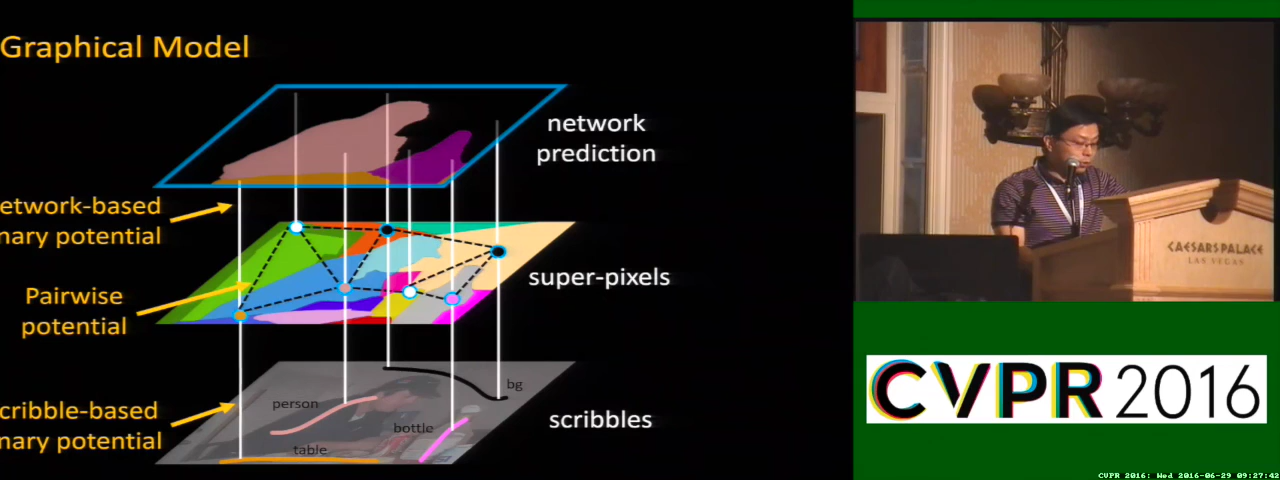 Graphical Model
network
prediction
etwork-based
nary potential
super-pixels
Pairwise
potential
bg
person
cribble-based
nary potential
bottle
scribbles
table
CAESARS PALACE
LAS VEGAS
CVPR 2016
CVPR 2016: Wed 2016-06-29 09:27:42